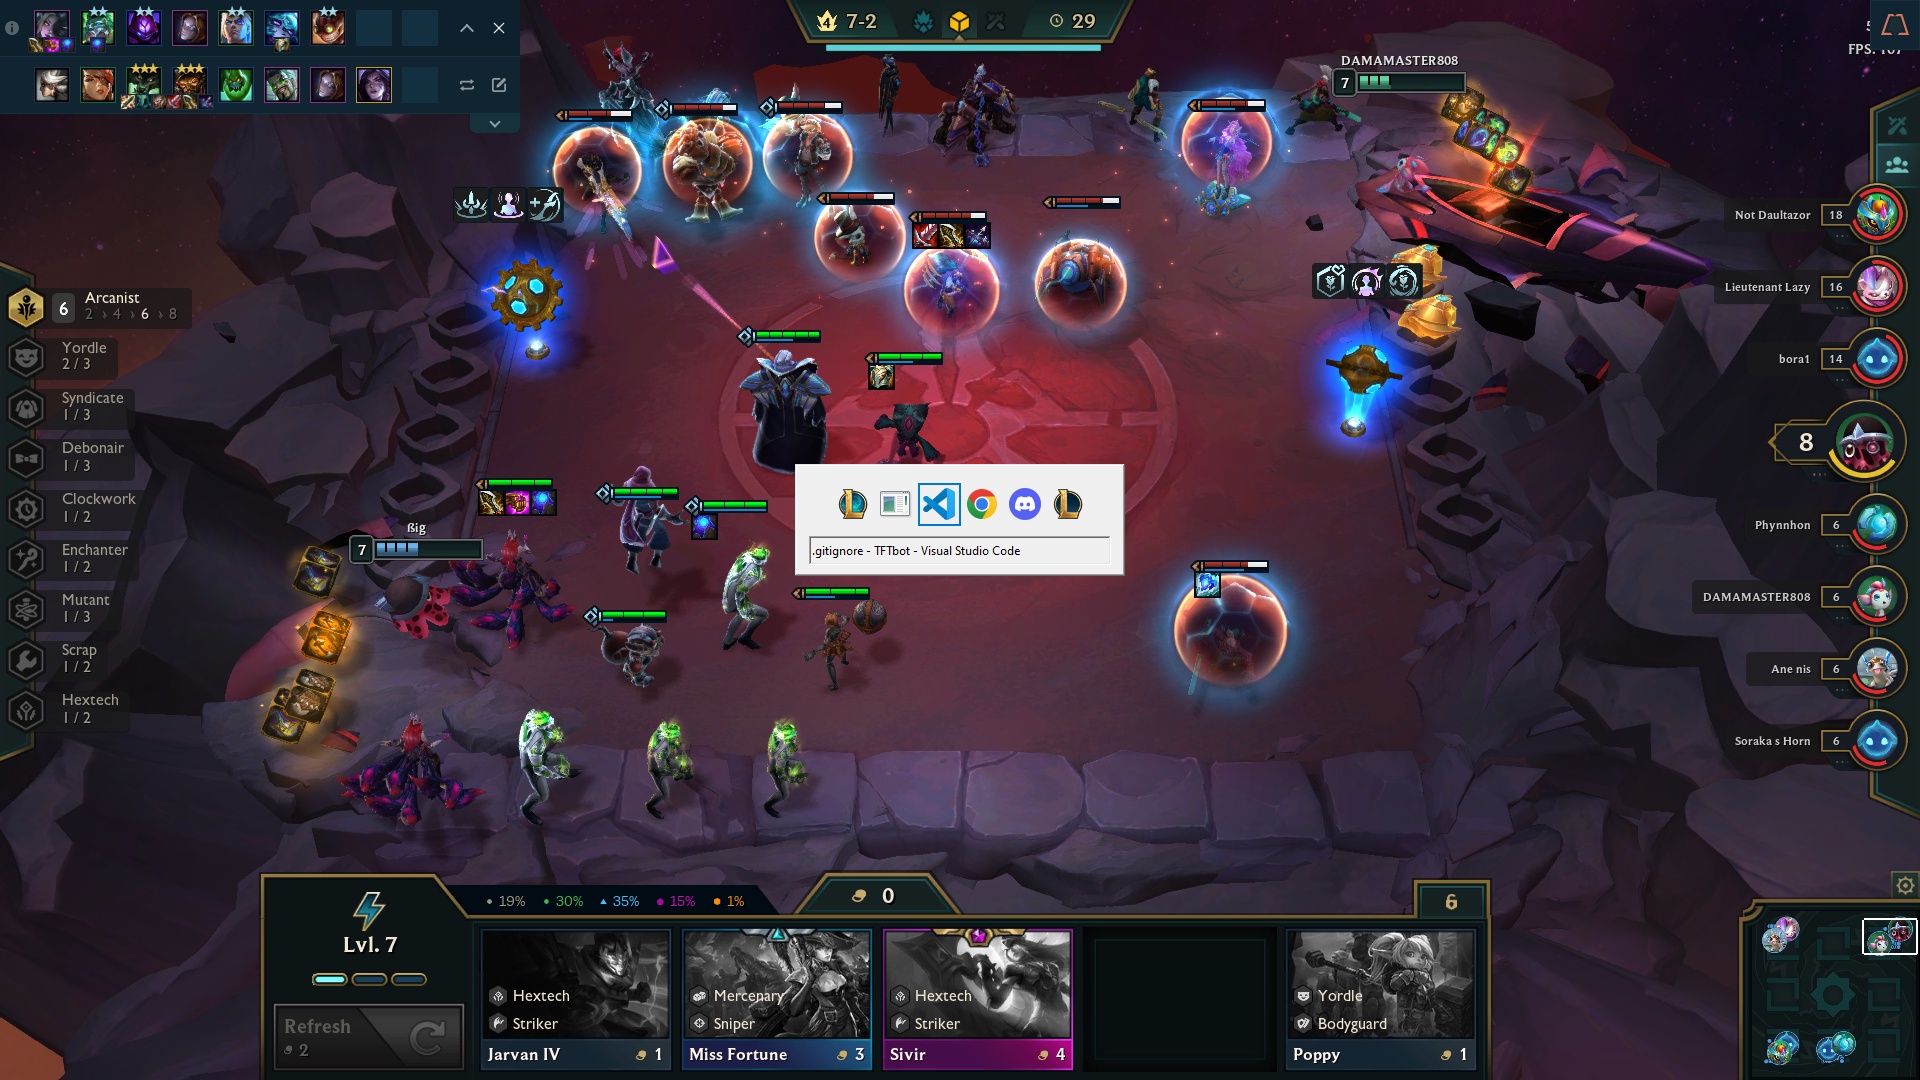 4
7-2
29
DAMAMASTER808
7
6
Arcanist
2 › 4 › 6 › 8
Yordle
2 / 3
Syndicate
1 / 3
Debonair
1 / 3
Clockwork
1 / 2
Enchanter
1 / 2
Mutant
1 / 3
Scrap
1 / 2
Hextech
1 / 2
Not Daultazor
18
Lieutenant Lazy
16
bora1
14
8
Phynnhon
6
DAMAMASTER808
6
Ane nis
6
Soraka s Horn
6
ßig
7
.gitignore - TFTbot - Visual Studio Code
19%
30%
35%
15%
1%
0
6
Lvl. 7
Refresh
2
Hextech
Striker
Jarvan IV
1
Mercenary
Sniper
Miss Fortune
3
Hextech
Striker
Sivir
4
Yordle
Bodyguard
Poppy
1